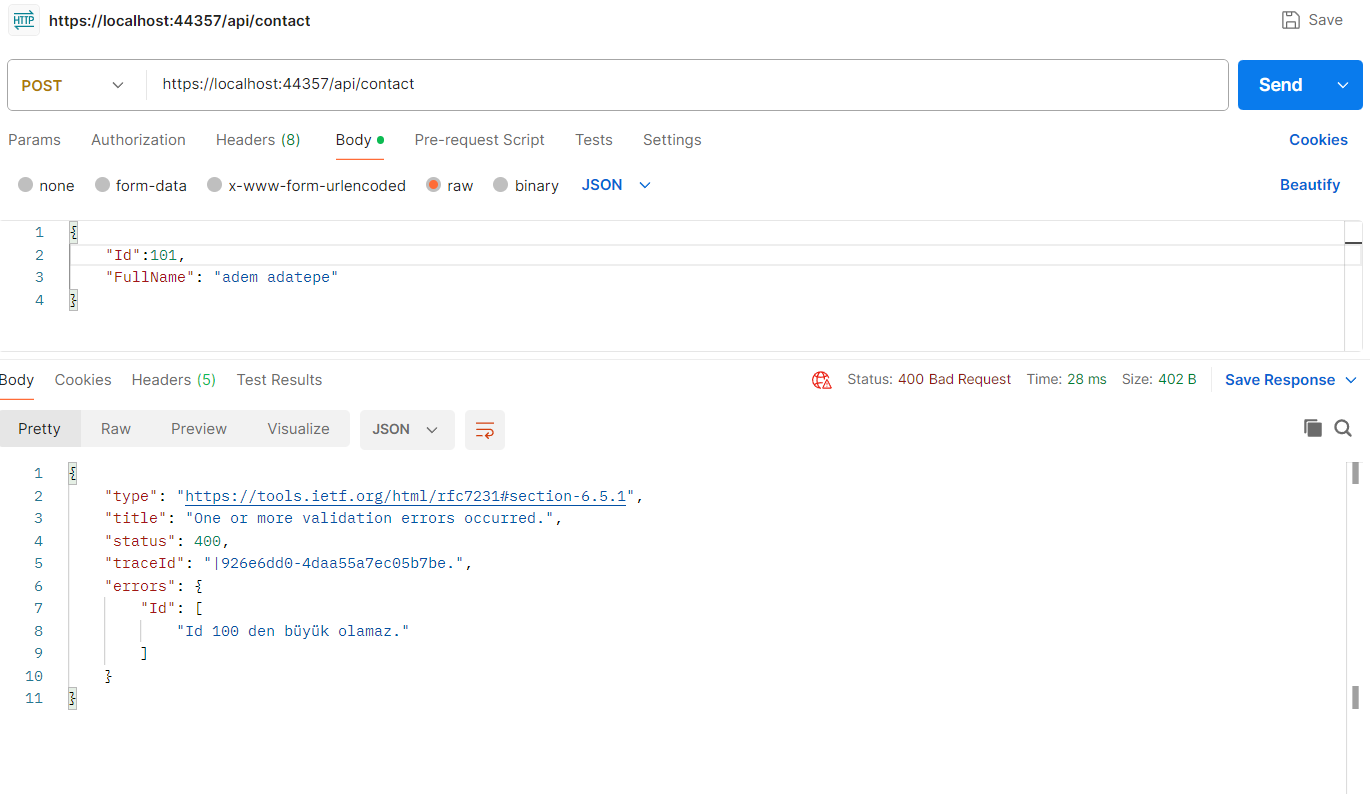 HTTP https://localhost:44357/api/contact Save
POST https://localhost:44357/api/contact Send
Params Authorization Headers (8) Body Pre-request Script Tests Settings Cookies
none form-data x-www-form-urlencoded raw binary JSON Beautify
1 {
2 "Id":101,
3 "FullName": "adem adatepe"
4 }
Body Cookies Headers (5) Test Results Status: 400 Bad Request Time: 28 ms Size: 402 B Save Response
Pretty Raw Preview Visualize JSON
1 {
2 "type": "https://tools.ietf.org/html/rfc7231#section-6.5.1",
3 "title": "One or more validation errors occurred.",
4 "status": 400,
5 "traceId": "|926e6dd0-4daa55a7ec05b7be.",
6 "errors": {
7 "Id": [
8 "Id 100 den büyük olamaz."
9 ]
10 }
11 }